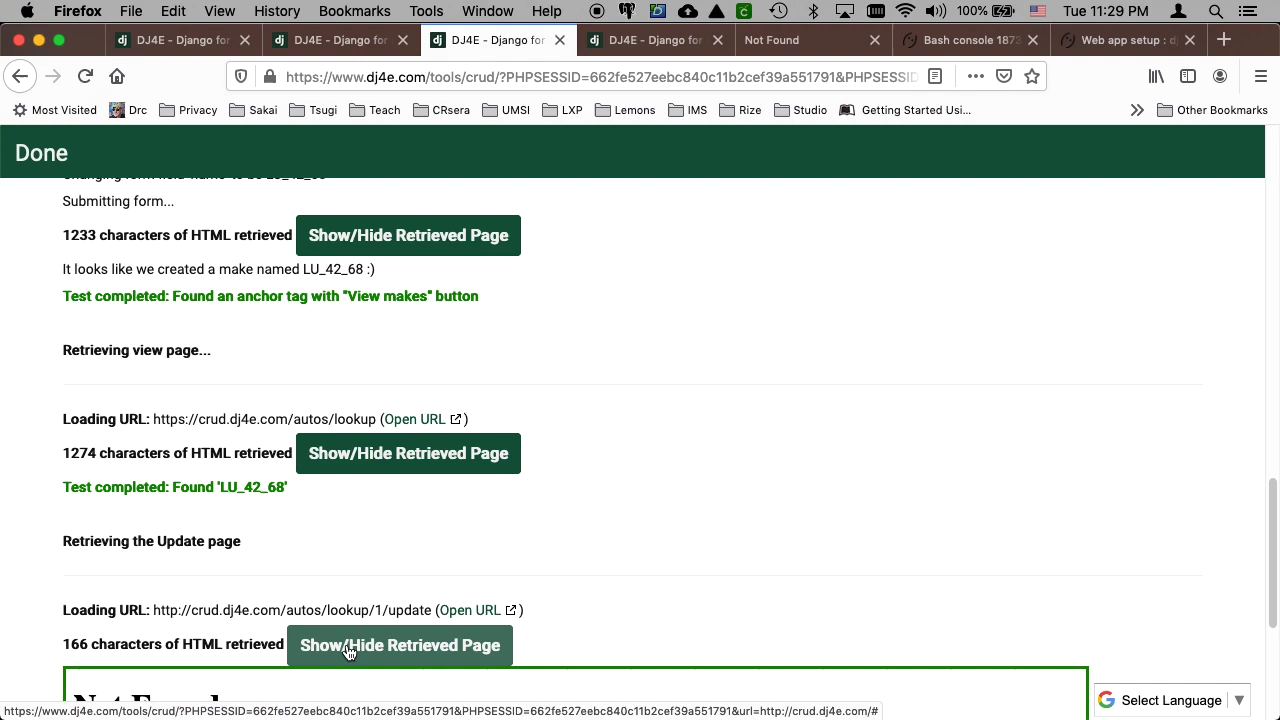 Firefox File Edit View History Bookmarks Tools Window Help 100% Tue 11:29 PM
DJ4E - Django for DJ4E - Django for DJ4E - Django for DJ4E - Django for Not Found Bash console 1873 Web app setup : d
https://www.dj4e.com/tools/crud/?PHPSESSID=662fe527eebc840c11b2cef39a551791&PHPSESSID
Most Visited Drc Privacy Sakai Tsugi Teach CRsera UMSI LXP Lemons IMS Rize Studio Getting Started Usi... Other Bookmarks
Done
Submitting form...
1233 characters of HTML retrieved Show/Hide Retrieved Page
It looks like we created a make named LU_42_68 :)
Test completed: Found an anchor tag with "View makes" button
Retrieving view page...
Loading URL: https://crud.dj4e.com/autos/lookup (Open URL )
1274 characters of HTML retrieved Show/Hide Retrieved Page
Test completed: Found 'LU_42_68'
Retrieving the Update page
Loading URL: http://crud.dj4e.com/autos/lookup/1/update (Open URL )
166 characters of HTML retrieved Show/Hide Retrieved Page
Not Found
Select Language
https://www.dj4e.com/tools/crud/?PHPSESSID=662fe527eebc840c11b2cef39a551791&PHPSESSID=662fe527eebc840c11b2cef39a551791&url=http://crud.dj4e.com/#